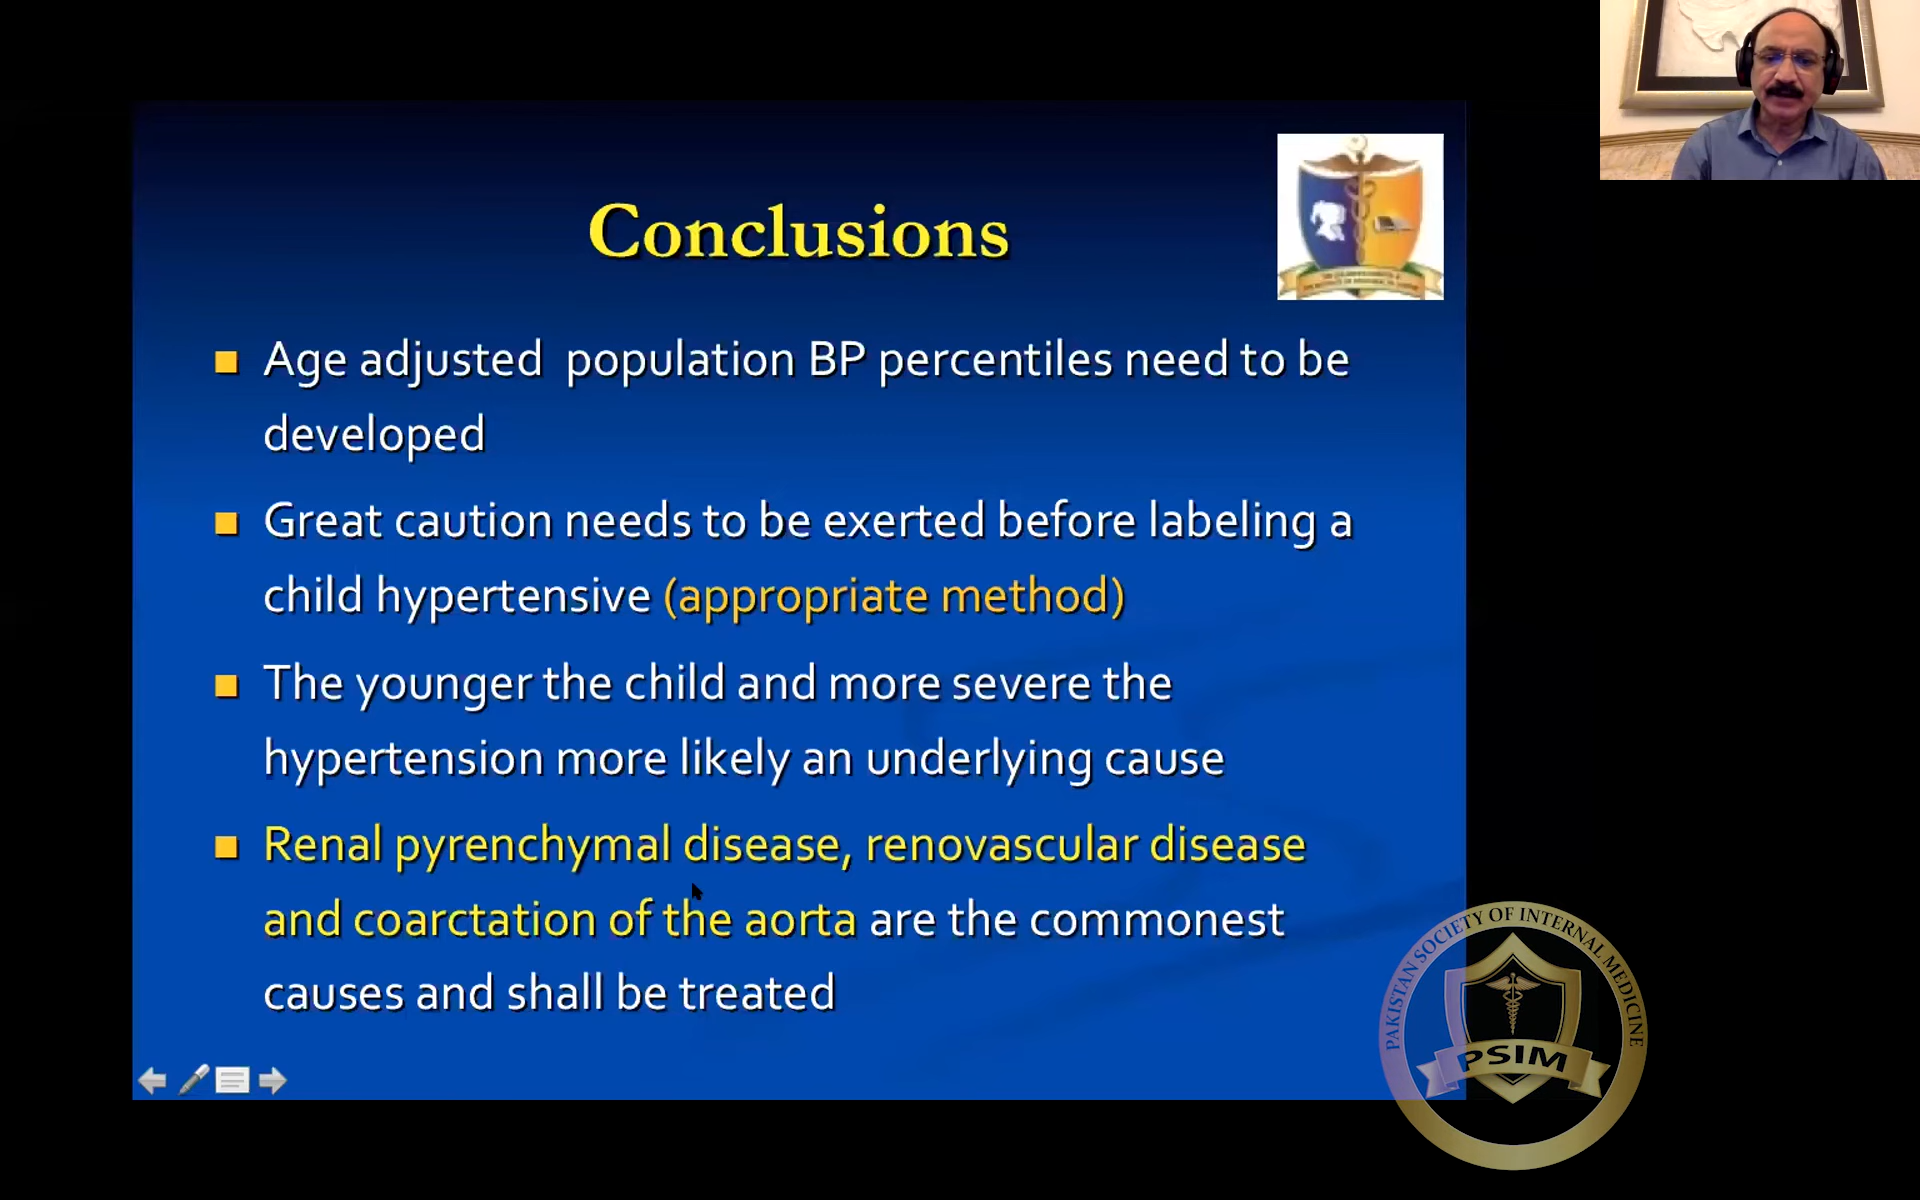 Conclusions
Age adjusted population BP percentiles need to be
developed
Great caution needs to be exerted before labeling a
child hypertensive (appropriate method)
The younger the child and more severe the
hypertension more likely an underlying cause
Renal pyrenchymal disease, renovascular disease
and coarctation of the aorta are the commonest
causes and shall be treated
PAKISTAN SOCIETY OF INTERNAL MEDICINE
PSIM